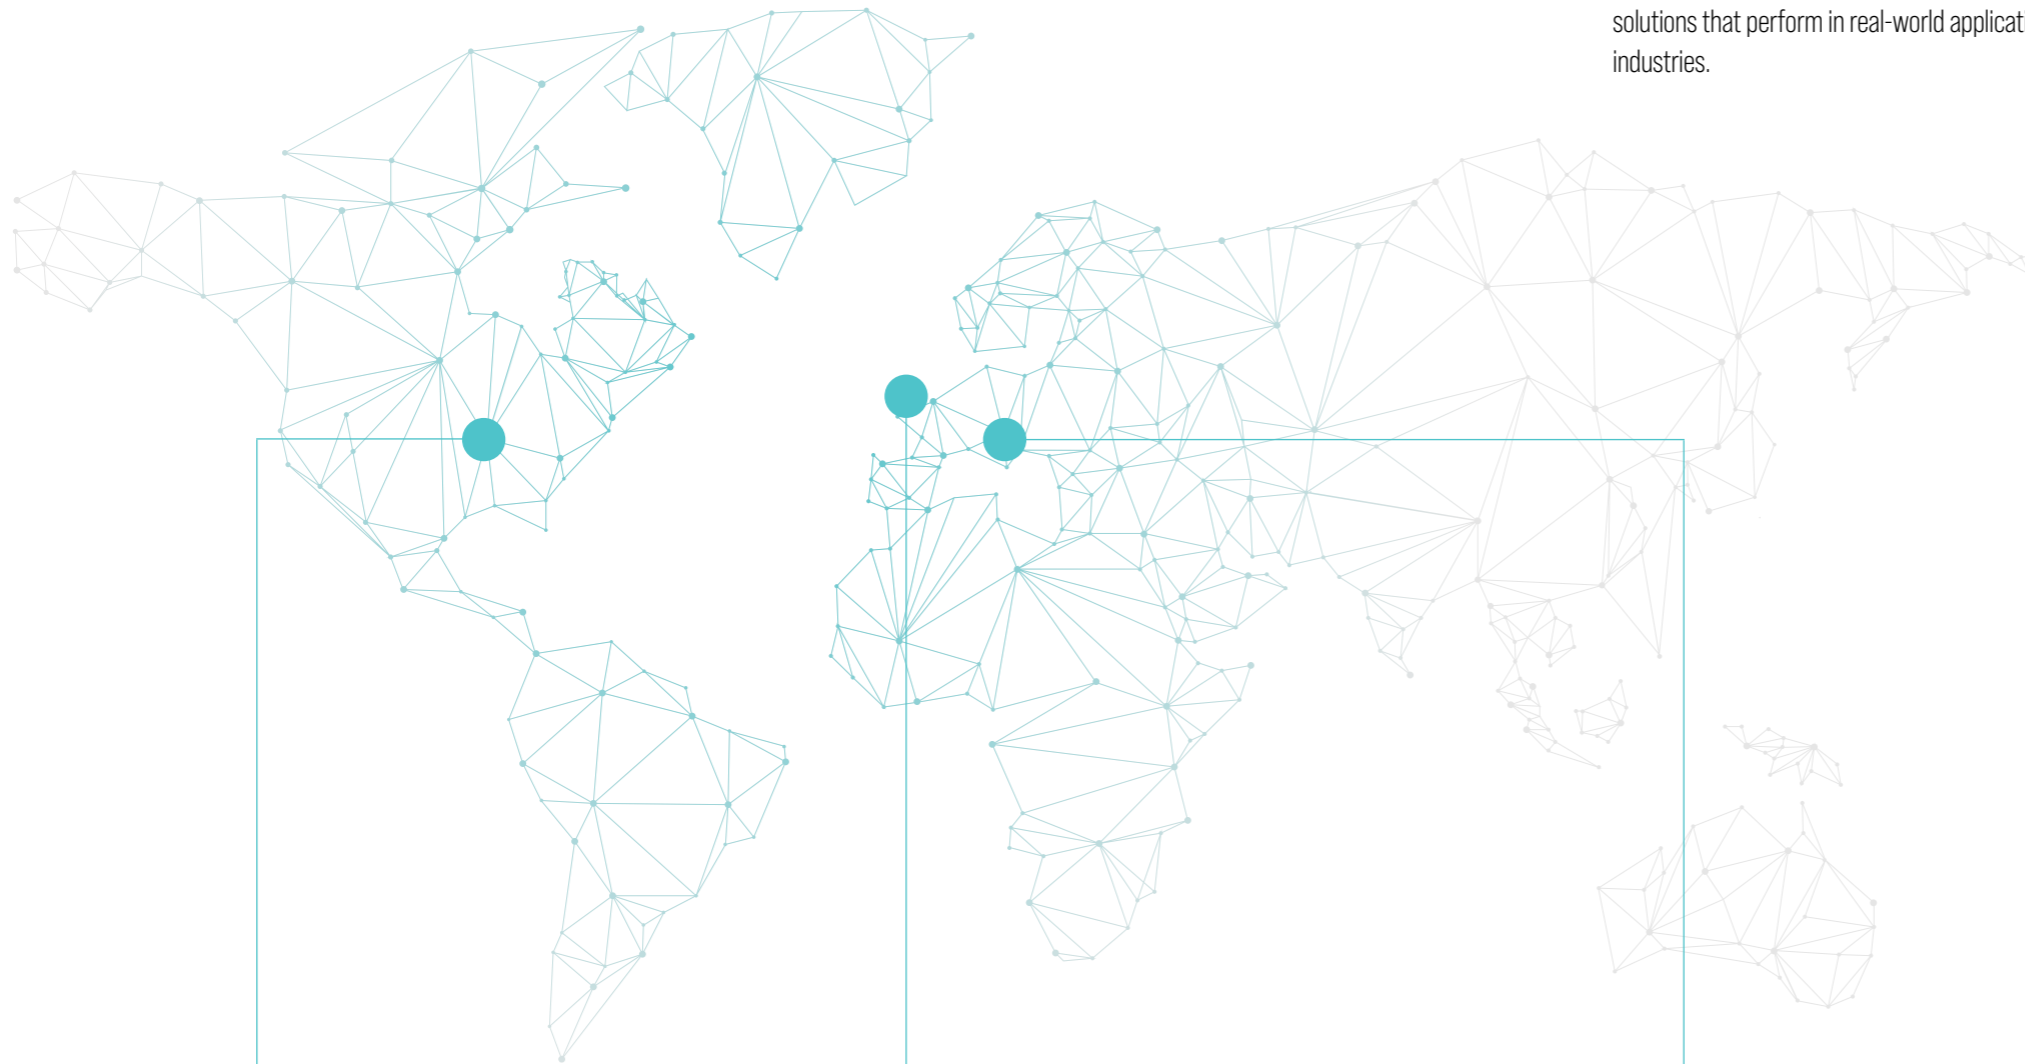 solutions that perform in real-world
industries.